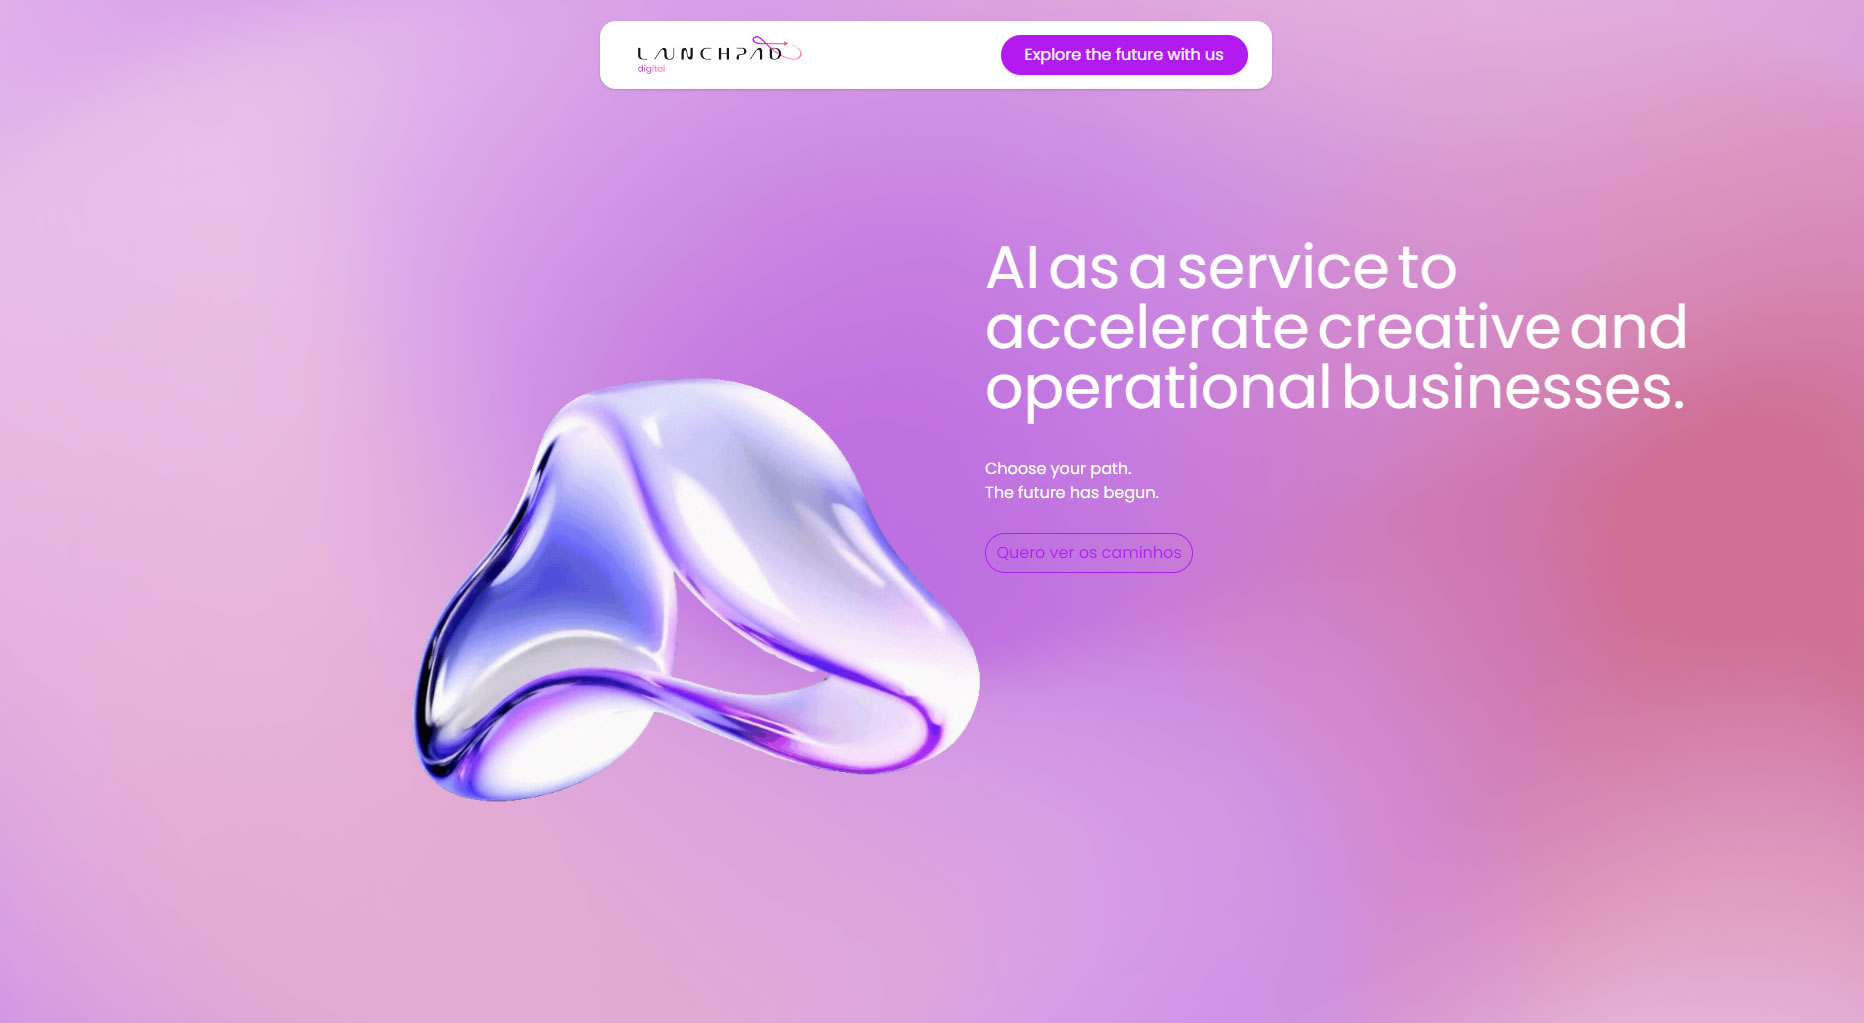 LAUNCHPAD
digital
Explore the future with us
AI as a service to
accelerate creative and
operational businesses.
Choose your path.
The future has begun.
Quero ver os caminhos